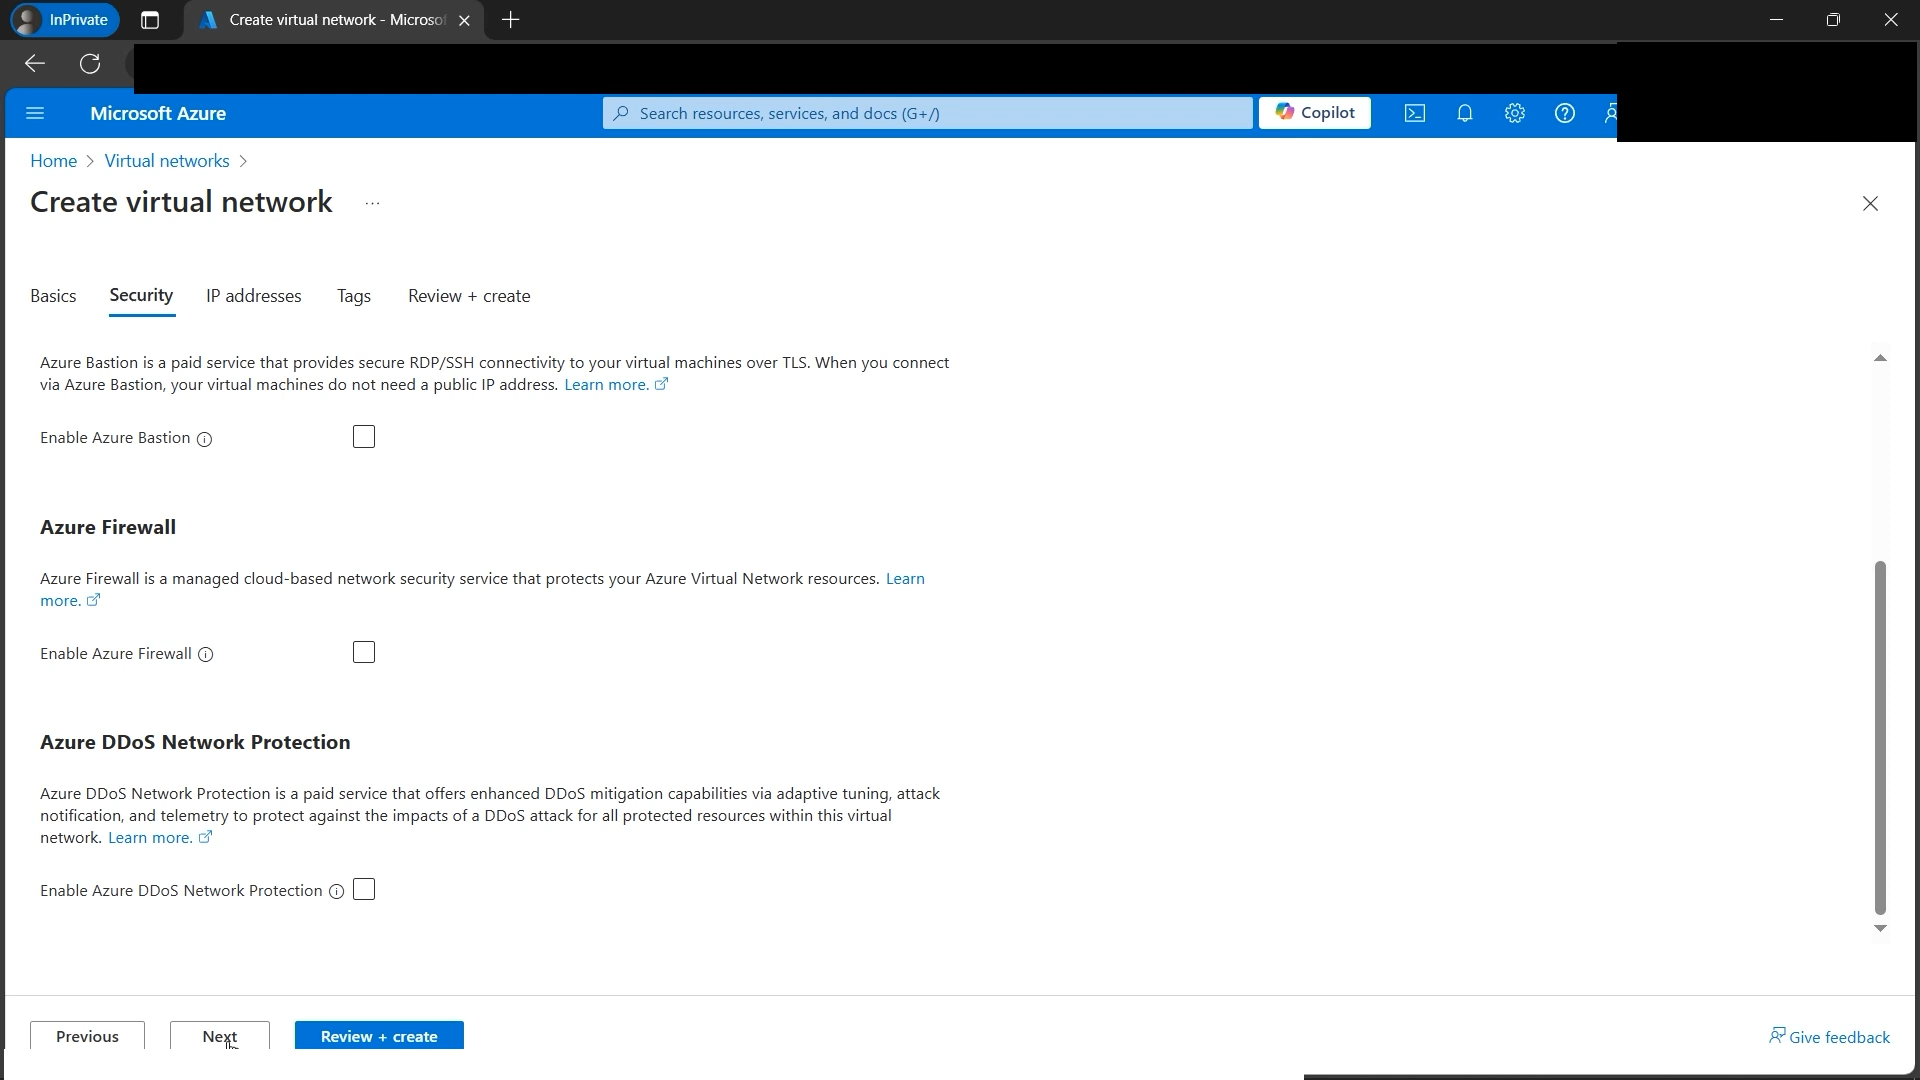 InPrivate
Create virtual network - Microso
Microsoft Azure
Search resources, services, and docs (G+/)
Copilot
Home > Virtual networks >
Create virtual network ...
Basics Security IP addresses Tags Review + create
Azure Bastion is a paid service that provides secure RDP/SSH connectivity to your virtual machines over TLS. When you connect
via Azure Bastion, your virtual machines do not need a public IP address. Learn more.
Enable Azure Bastion
Azure Firewall
Azure Firewall is a managed cloud-based network security service that protects your Azure Virtual Network resources. Learn
more.
Enable Azure Firewall
Azure DDoS Network Protection
Azure DDoS Network Protection is a paid service that offers enhanced DDoS mitigation capabilities via adaptive tuning, attack
notification, and telemetry to protect against the impacts of a DDoS attack for all protected resources within this virtual
network. Learn more.
Enable Azure DDoS Network Protection
Previous Next Review + create Give feedback